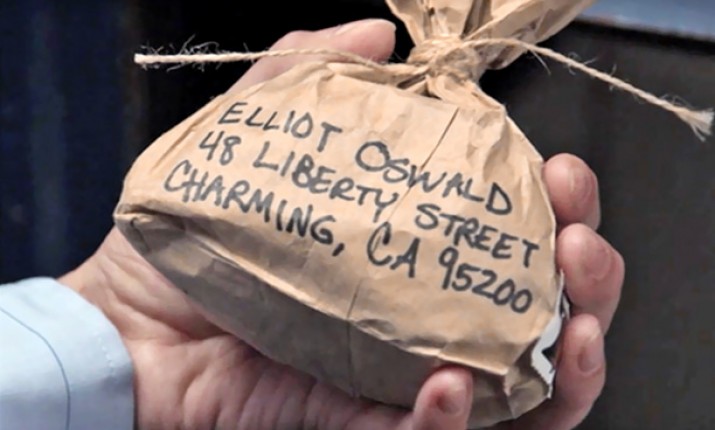 ELLIOT OSWALD
48 LIBERTY STREET
CHARMING, CA 95200